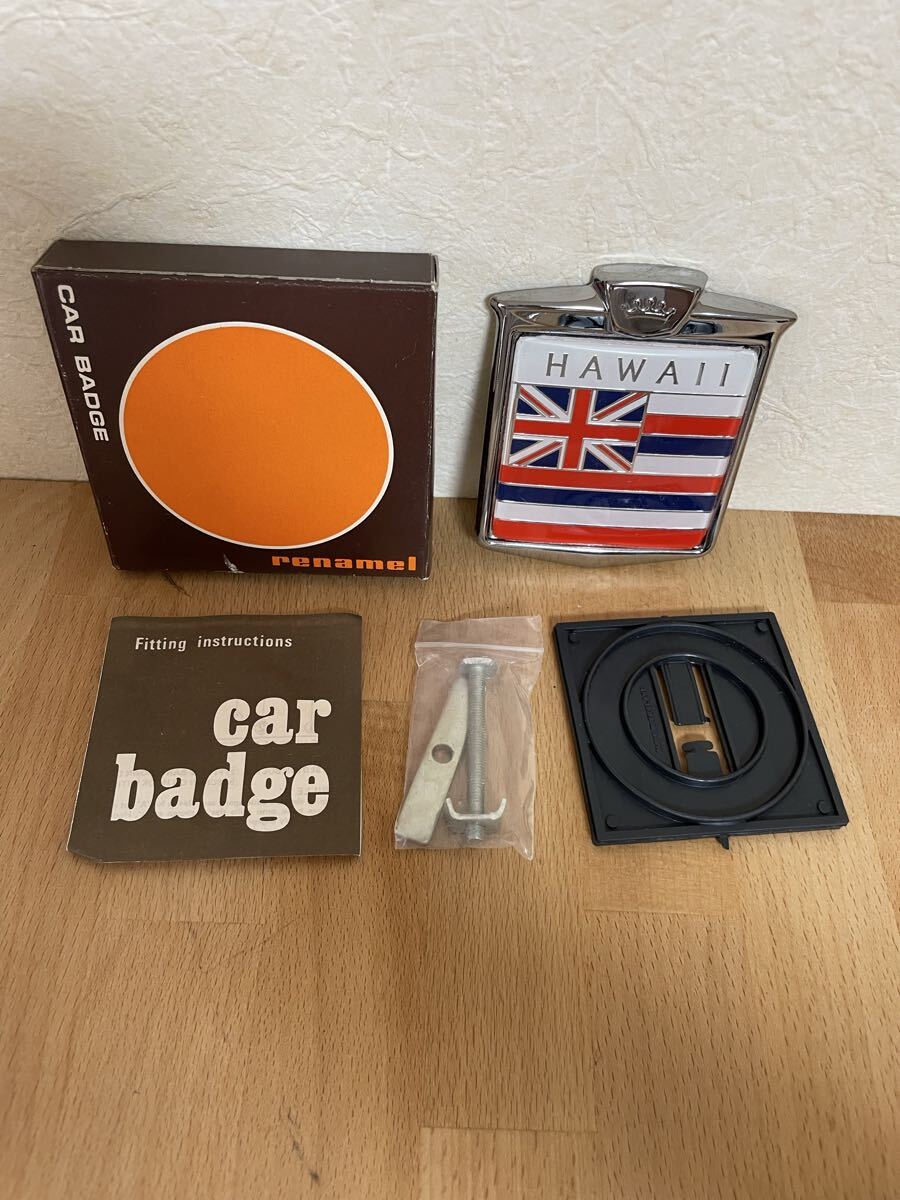 CAR BADGE
renamel
HAWAII
Fitting instructions
car
badge